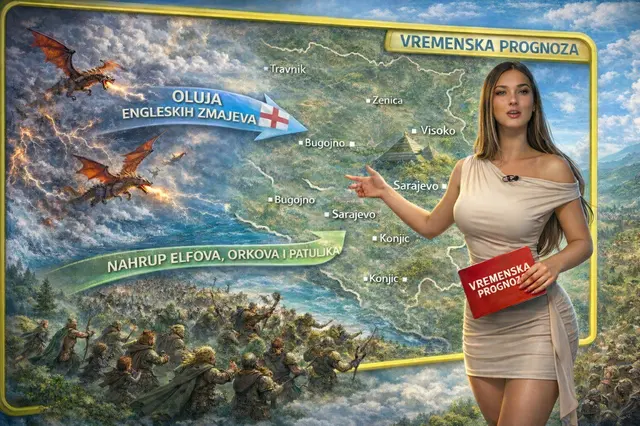 VREMENSKA PROGNOZA
Travnik
Zenica
OLUJA
ENGLESKIH ZMAJEVA
Visoko
Bugojno
Sarajevo
Bugojno
Sarajevo
Konjic
NAHRUP ELFOVA, ORKOVA I PATULJKA
Konjic
VREMENSKA
PROGNOZA